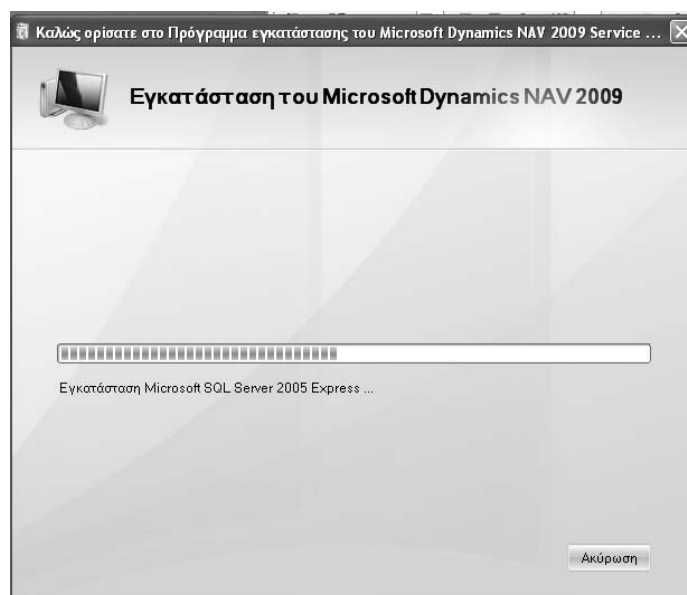 Καλώς ορίσατε στο Πρόγραμμα εγκατάστασης του Microsoft Dynamics NAV 2009 Service ...
Εγκατάσταση του Microsoft Dynamics NAV 2009
Εγκατάσταση Microsoft SQL Server 2005 Express ...
Ακύρωση